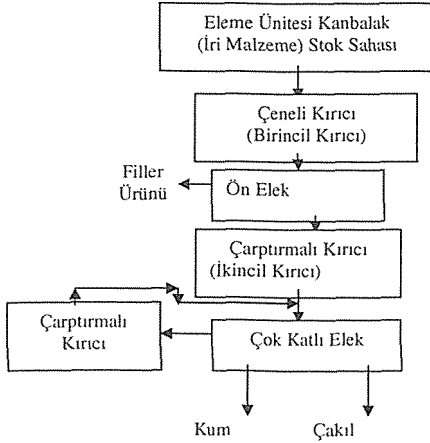 Eleme Ünitesi Kanbalak
(İri Malzeme) Stok Sahası
Çeneli Kırıcı
(Birincil Kırıcı)
Filler
Ürünü
Ön Elek
Çarptırmalı Kırıcı
(İkincil Kırıcı)
Çarptırmalı
Kırıcı
Çok Katlı Elek
Kum
Çakıl